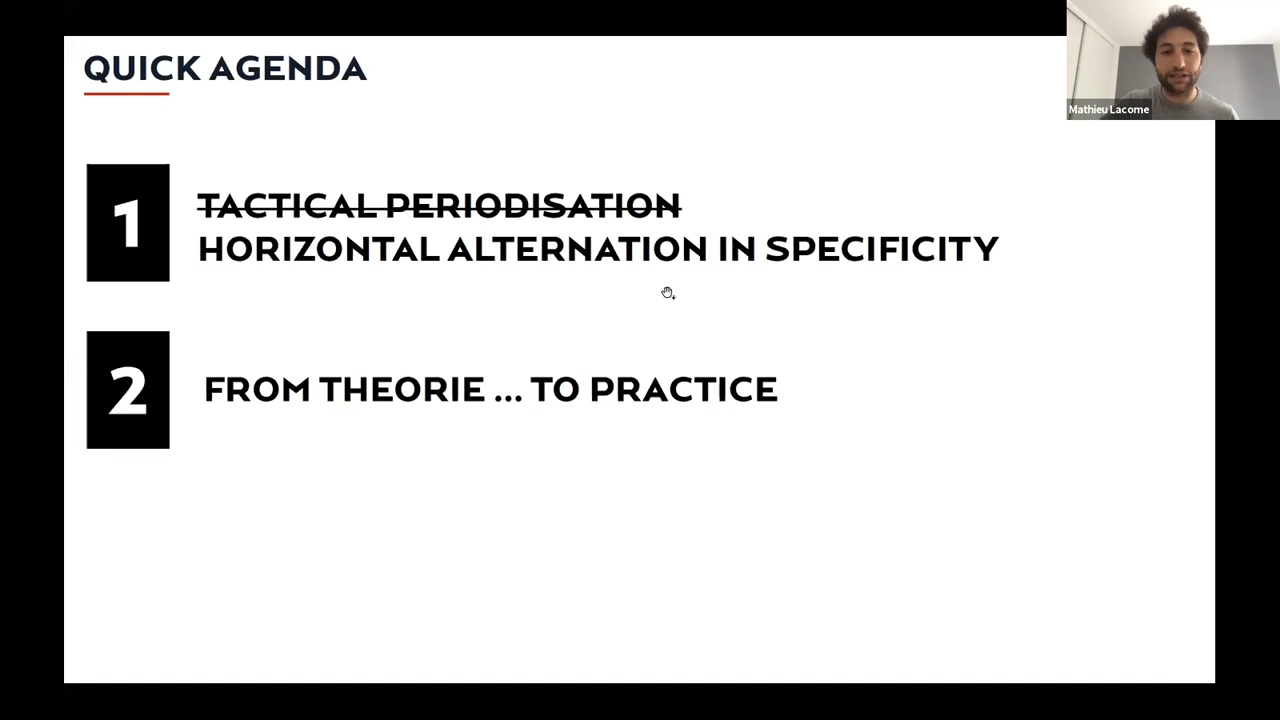 QUICK AGENDA
Mathieu Lacome
1
TACTICAL PERIODISATION
HORIZONTAL ALTERNATION IN SPECIFICITY
2
FROM THEORIE ... TO PRACTICE